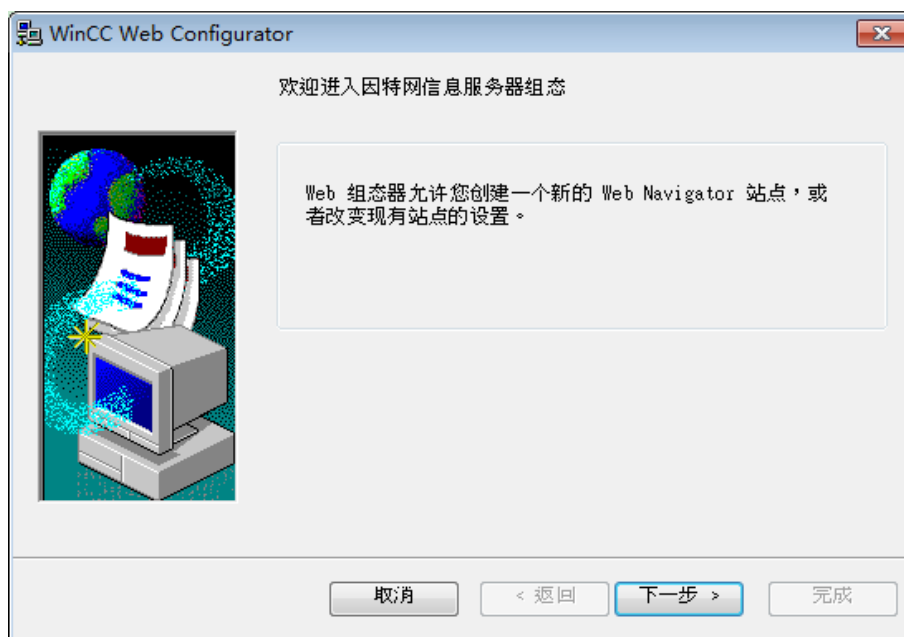 WinCC Web Configurator
欢迎进入因特网信息服务器组态
Web 组态器允许您创建一个新的 Web Navigator 站点，或
者改变现有站点的设置。
取消
< 返回
下一步 >
完成